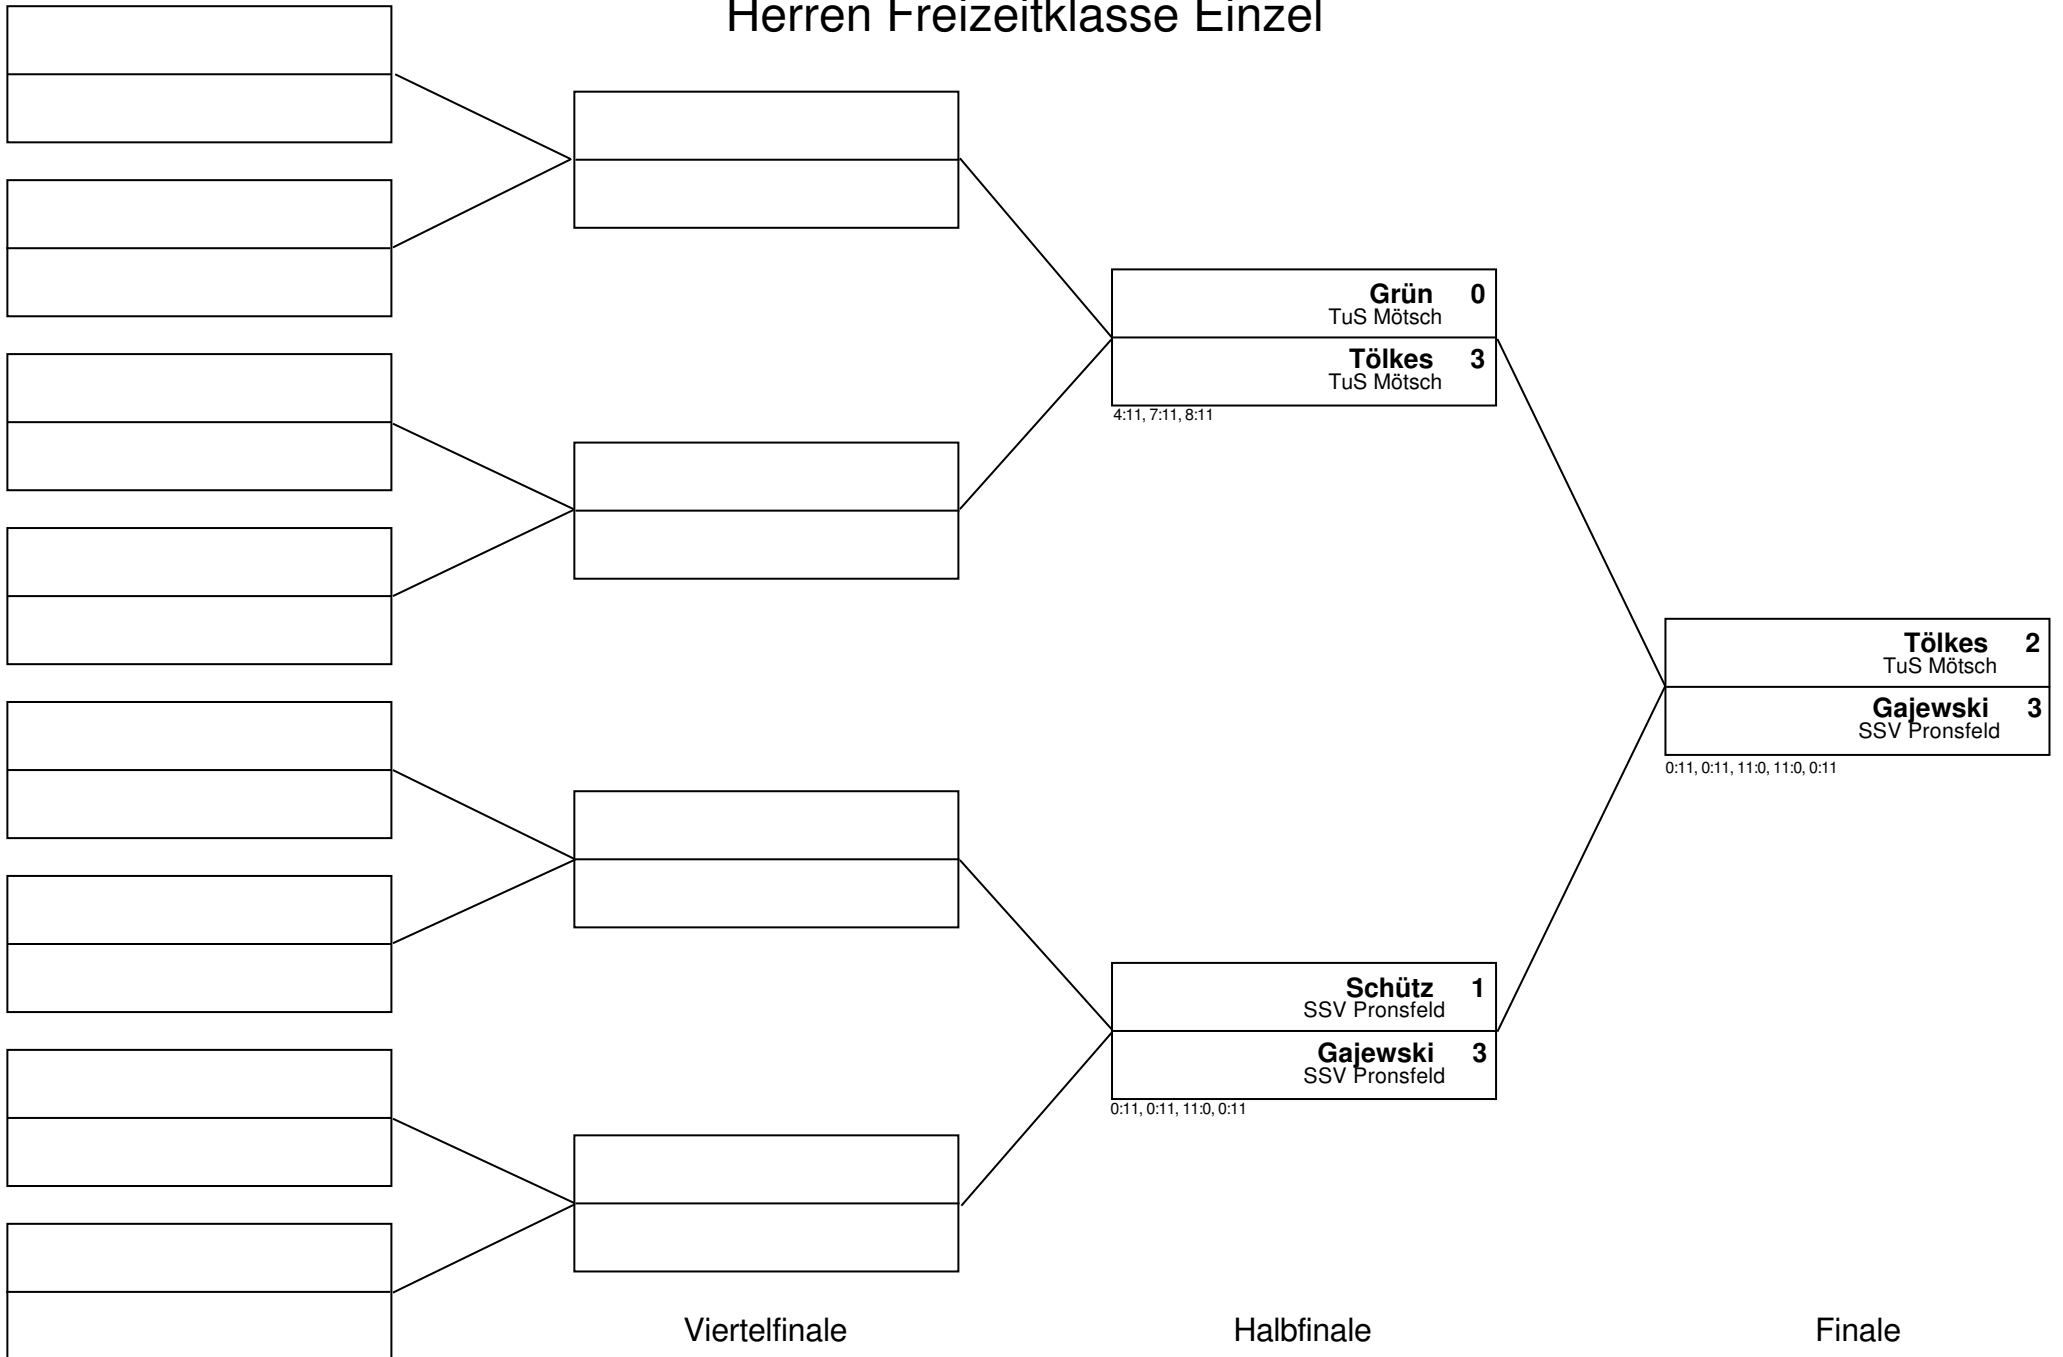 Herren Freizeitklasse Einzel
Grün 0
TuS Mötsch
Tölkes 3
TuS Mötsch
4:11, 7:11, 8:11
Tölkes 2
TuS Mötsch
Gajewski 3
SSV Pronsfeld
0:11, 0:11, 11:0, 11:0, 0:11
Schütz 1
SSV Pronsfeld
Gajewski 3
SSV Pronsfeld
0:11, 0:11, 11:0, 0:11
Viertelfinale Halbfinale Finale